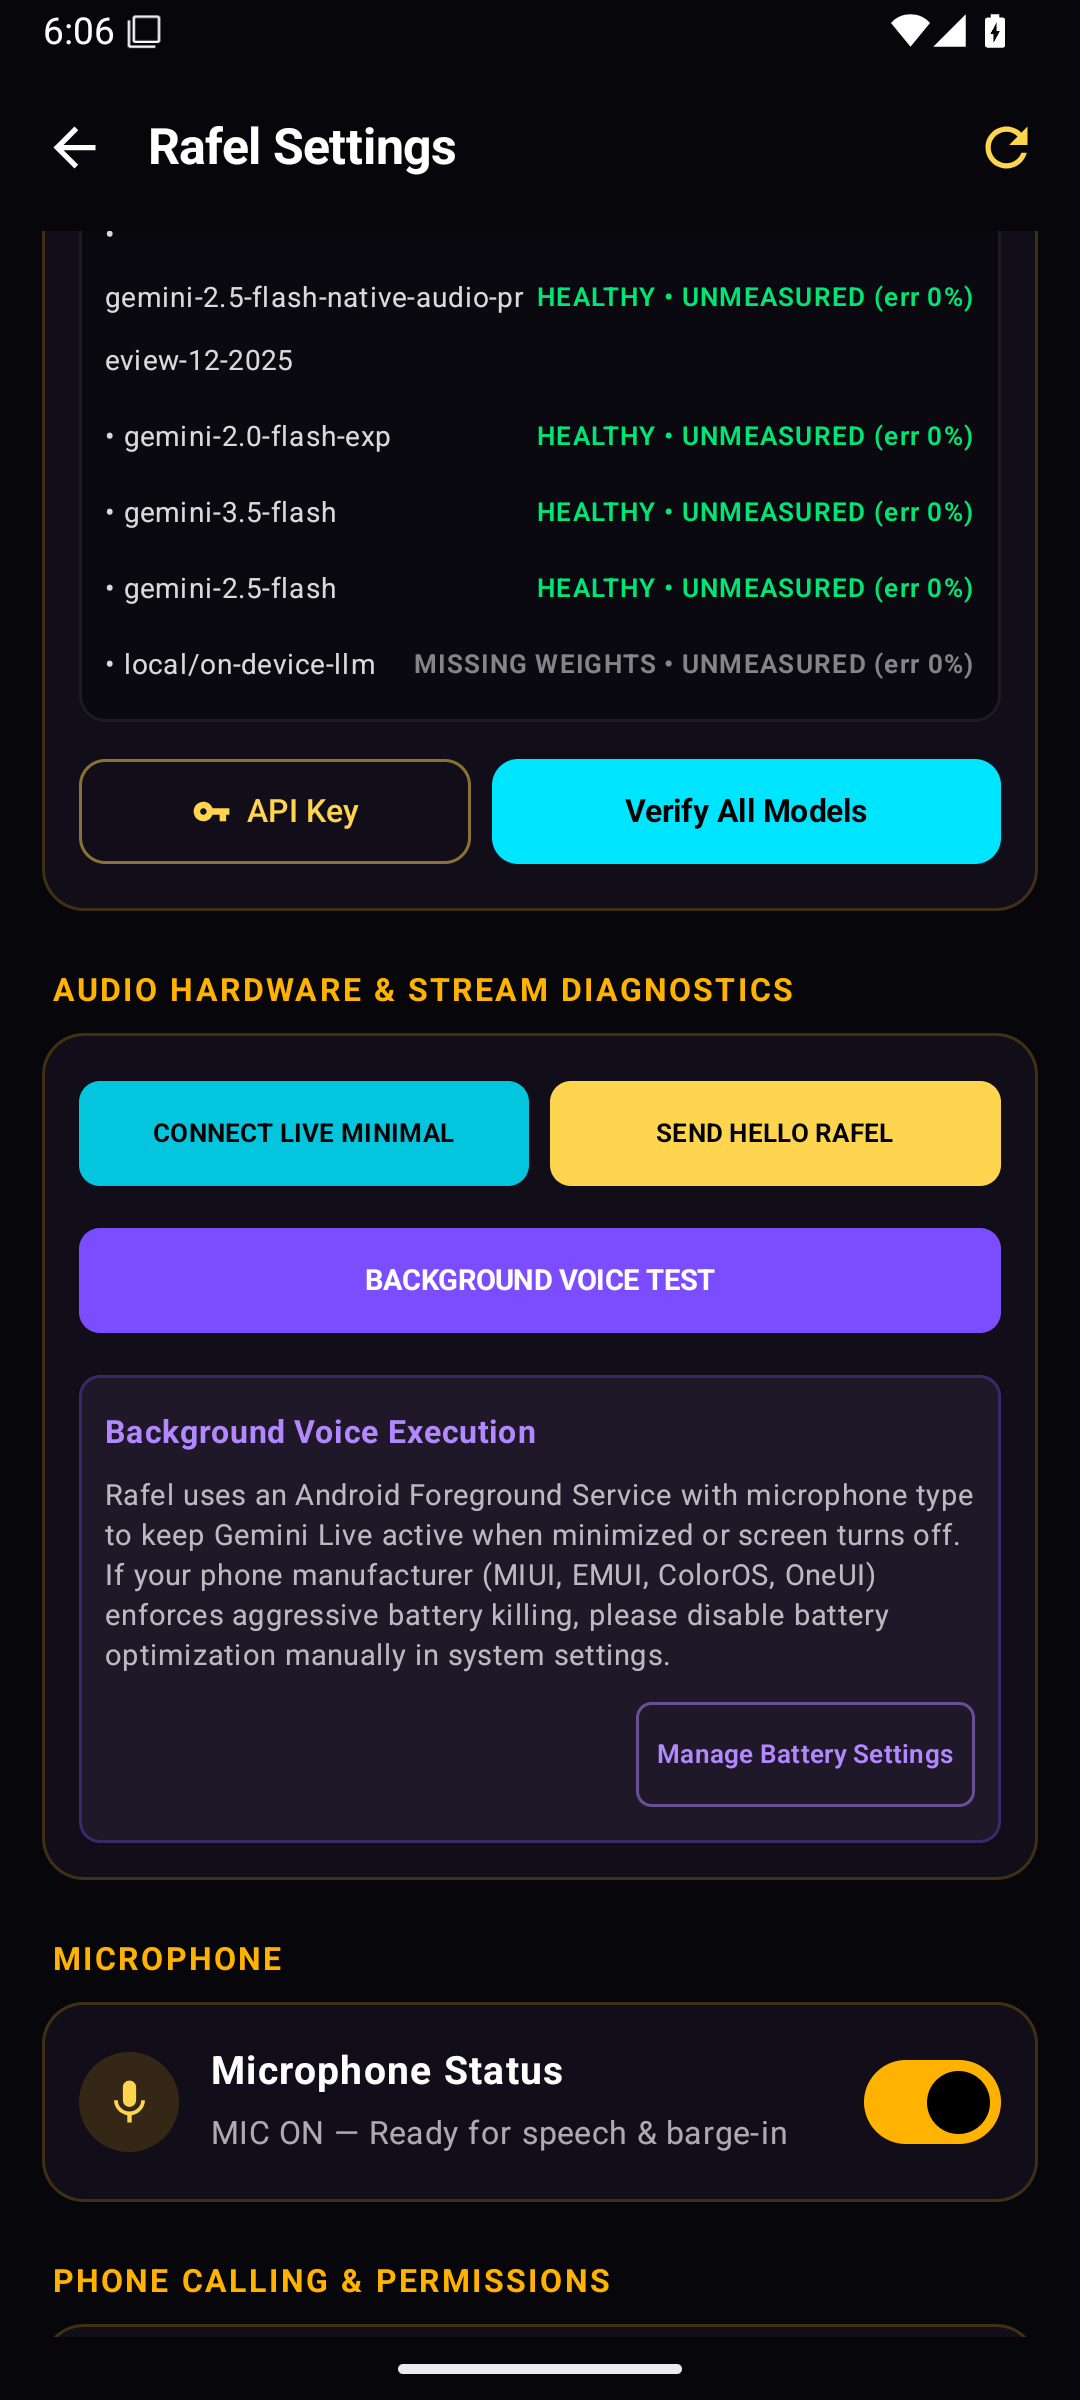 6:06
Rafel Settings
•
gemini-2.5-flash-native-audio-pr HEALTHY • UNMEASURED (err 0%)
eview-12-2025
• gemini-2.0-flash-exp HEALTHY • UNMEASURED (err 0%)
• gemini-3.5-flash HEALTHY • UNMEASURED (err 0%)
• gemini-2.5-flash HEALTHY • UNMEASURED (err 0%)
• local/on-device-llm MISSING WEIGHTS • UNMEASURED (err 0%)
API Key Verify All Models
AUDIO HARDWARE & STREAM DIAGNOSTICS
CONNECT LIVE MINIMAL SEND HELLO RAFEL
BACKGROUND VOICE TEST
Background Voice Execution
Rafel uses an Android Foreground Service with microphone type
to keep Gemini Live active when minimized or screen turns off.
If your phone manufacturer (MIUI, EMUI, ColorOS, OneUI)
enforces aggressive battery killing, please disable battery
optimization manually in system settings.
Manage Battery Settings
MICROPHONE
Microphone Status
MIC ON — Ready for speech & barge-in
PHONE CALLING & PERMISSIONS